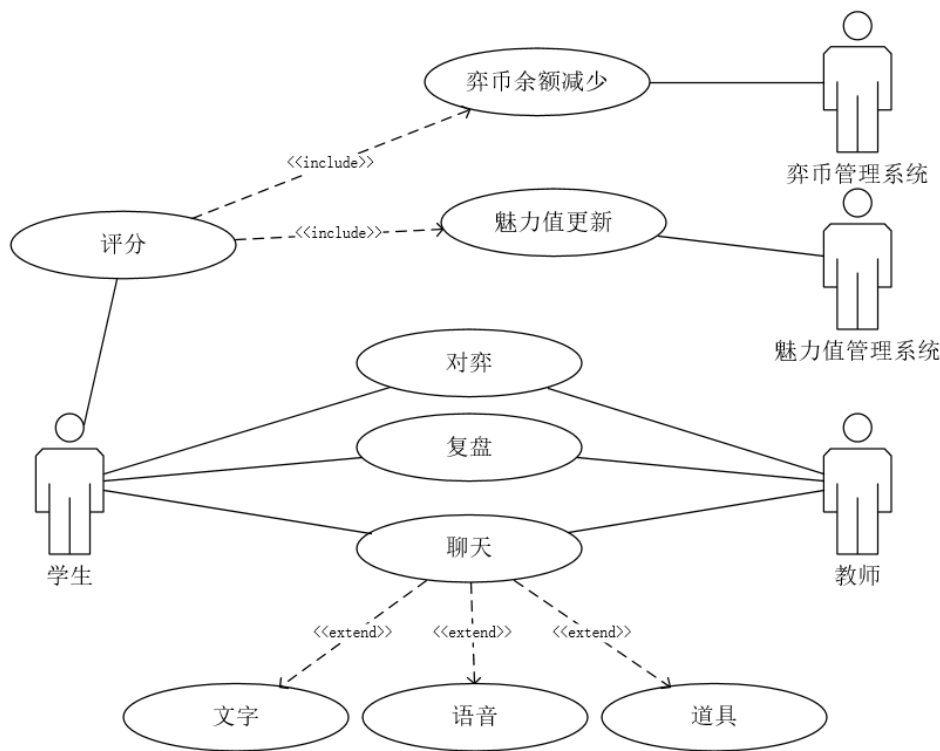 弈币余额减少
弈币管理系统
<<include>>
魅力值更新
<<include>>
评分
魅力值管理系统
对弈
复盘
聊天
学生
教师
<<extend>>
<<extend>>
<<extend>>
文字
语音
道具